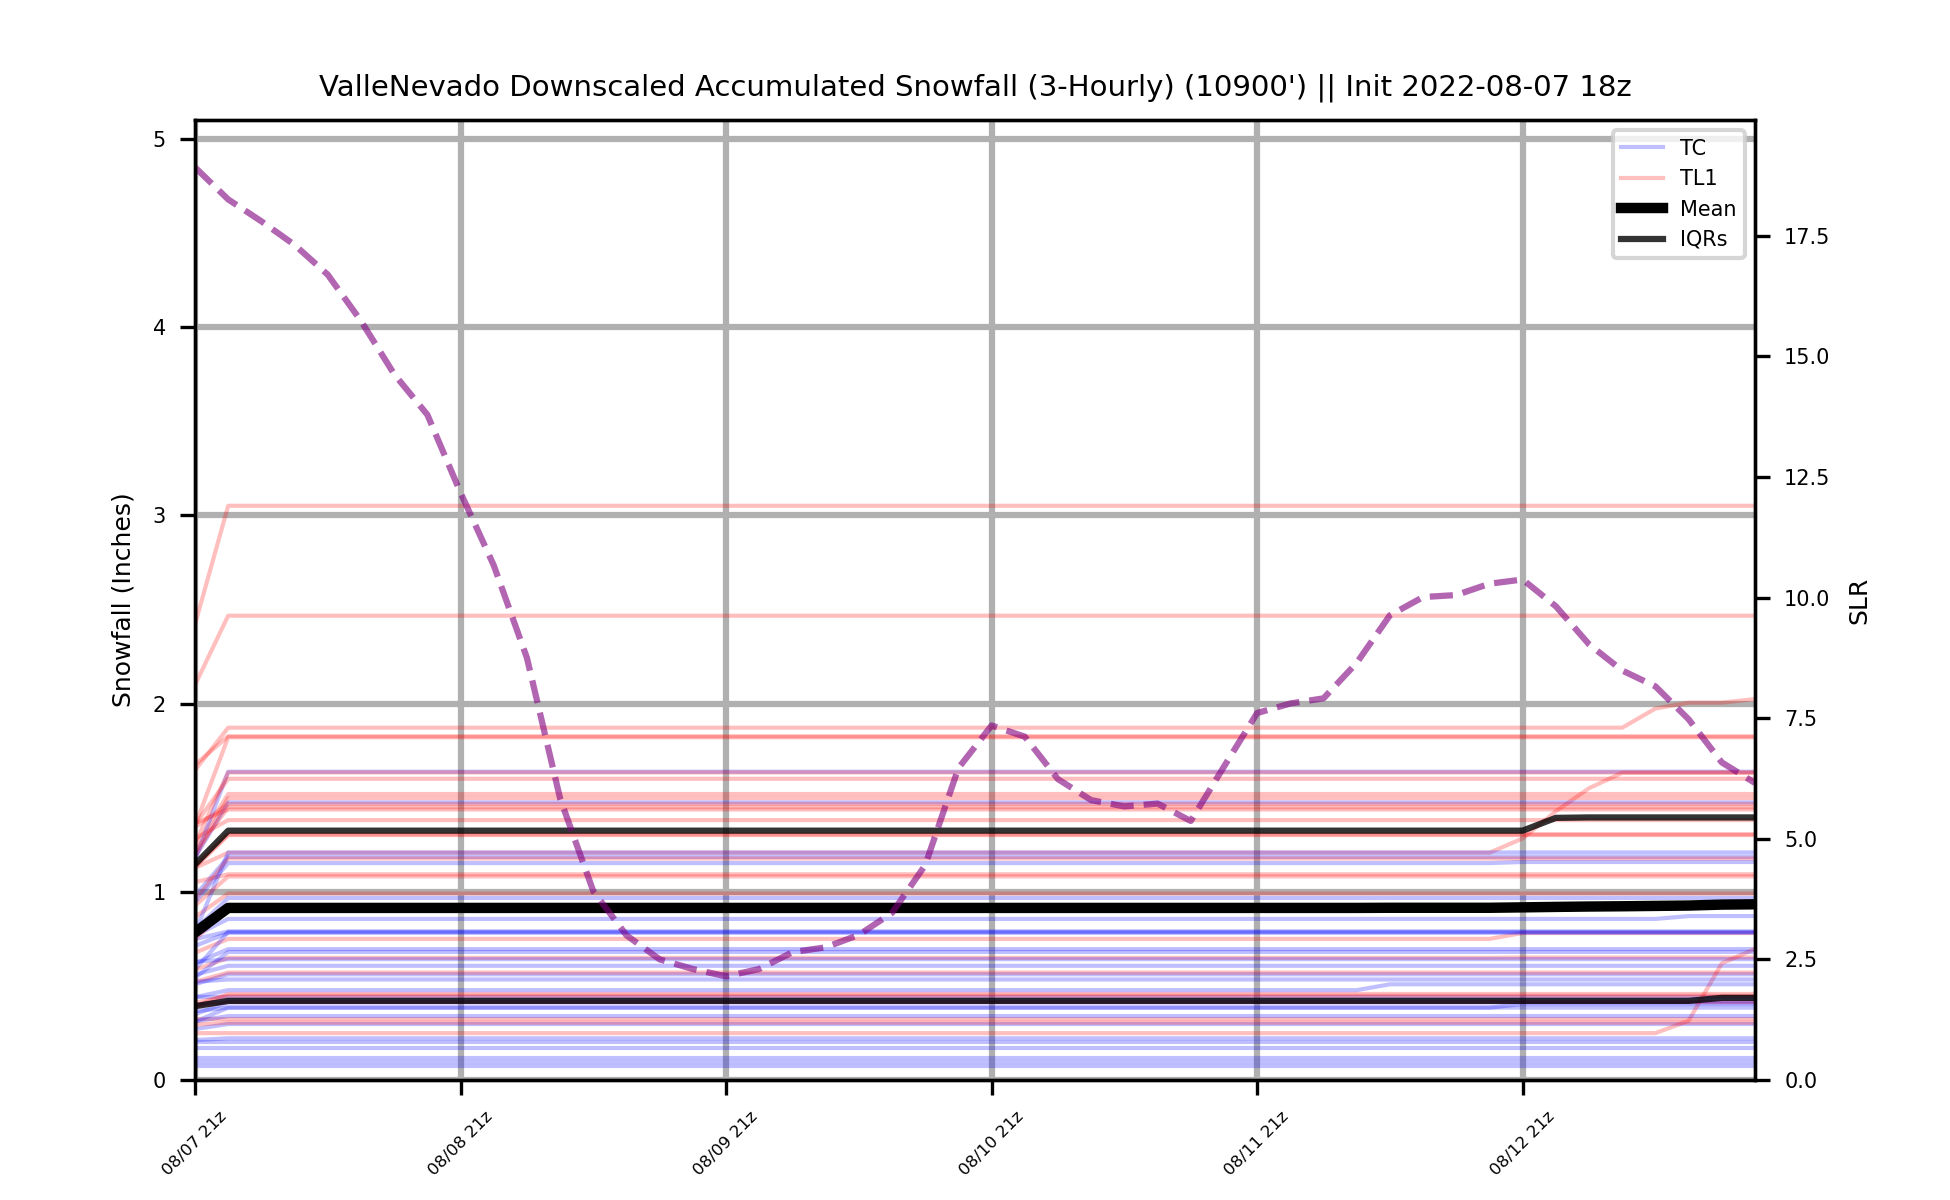 ValleNevado Downscaled Accumulated Snowfall (3-Hourly) (10900') || Init 2022-08-07 18z
TC
TL1
Mean
IQRs
Snowfall (Inches)
5
4
3
2
1
0
SLR
17.5
15.0
12.5
10.0
7.5
5.0
2.5
0.0
08/07 21z
08/08 21z
08/09 21z
08/10 21z
08/11 21z
08/12 21z